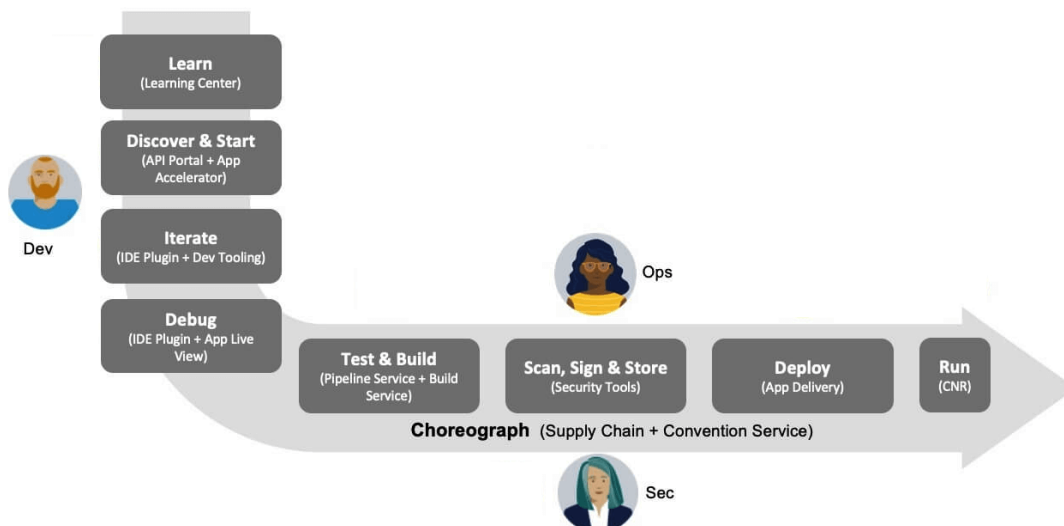 Learn
(Learning Center)
Discover & Start
(API Portal + App
Accelerator)
Dev
Iterate
(IDE Plugin + Dev Tooling)
Debug
(IDE Plugin + App Live
View)
Ops
Test & Build
(Pipeline Service + Build
Service)
Scan, Sign & Store
(Security Tools)
Deploy
(App Delivery)
Run
(CNR)
Choreograph (Supply Chain + Convention Service)
Sec